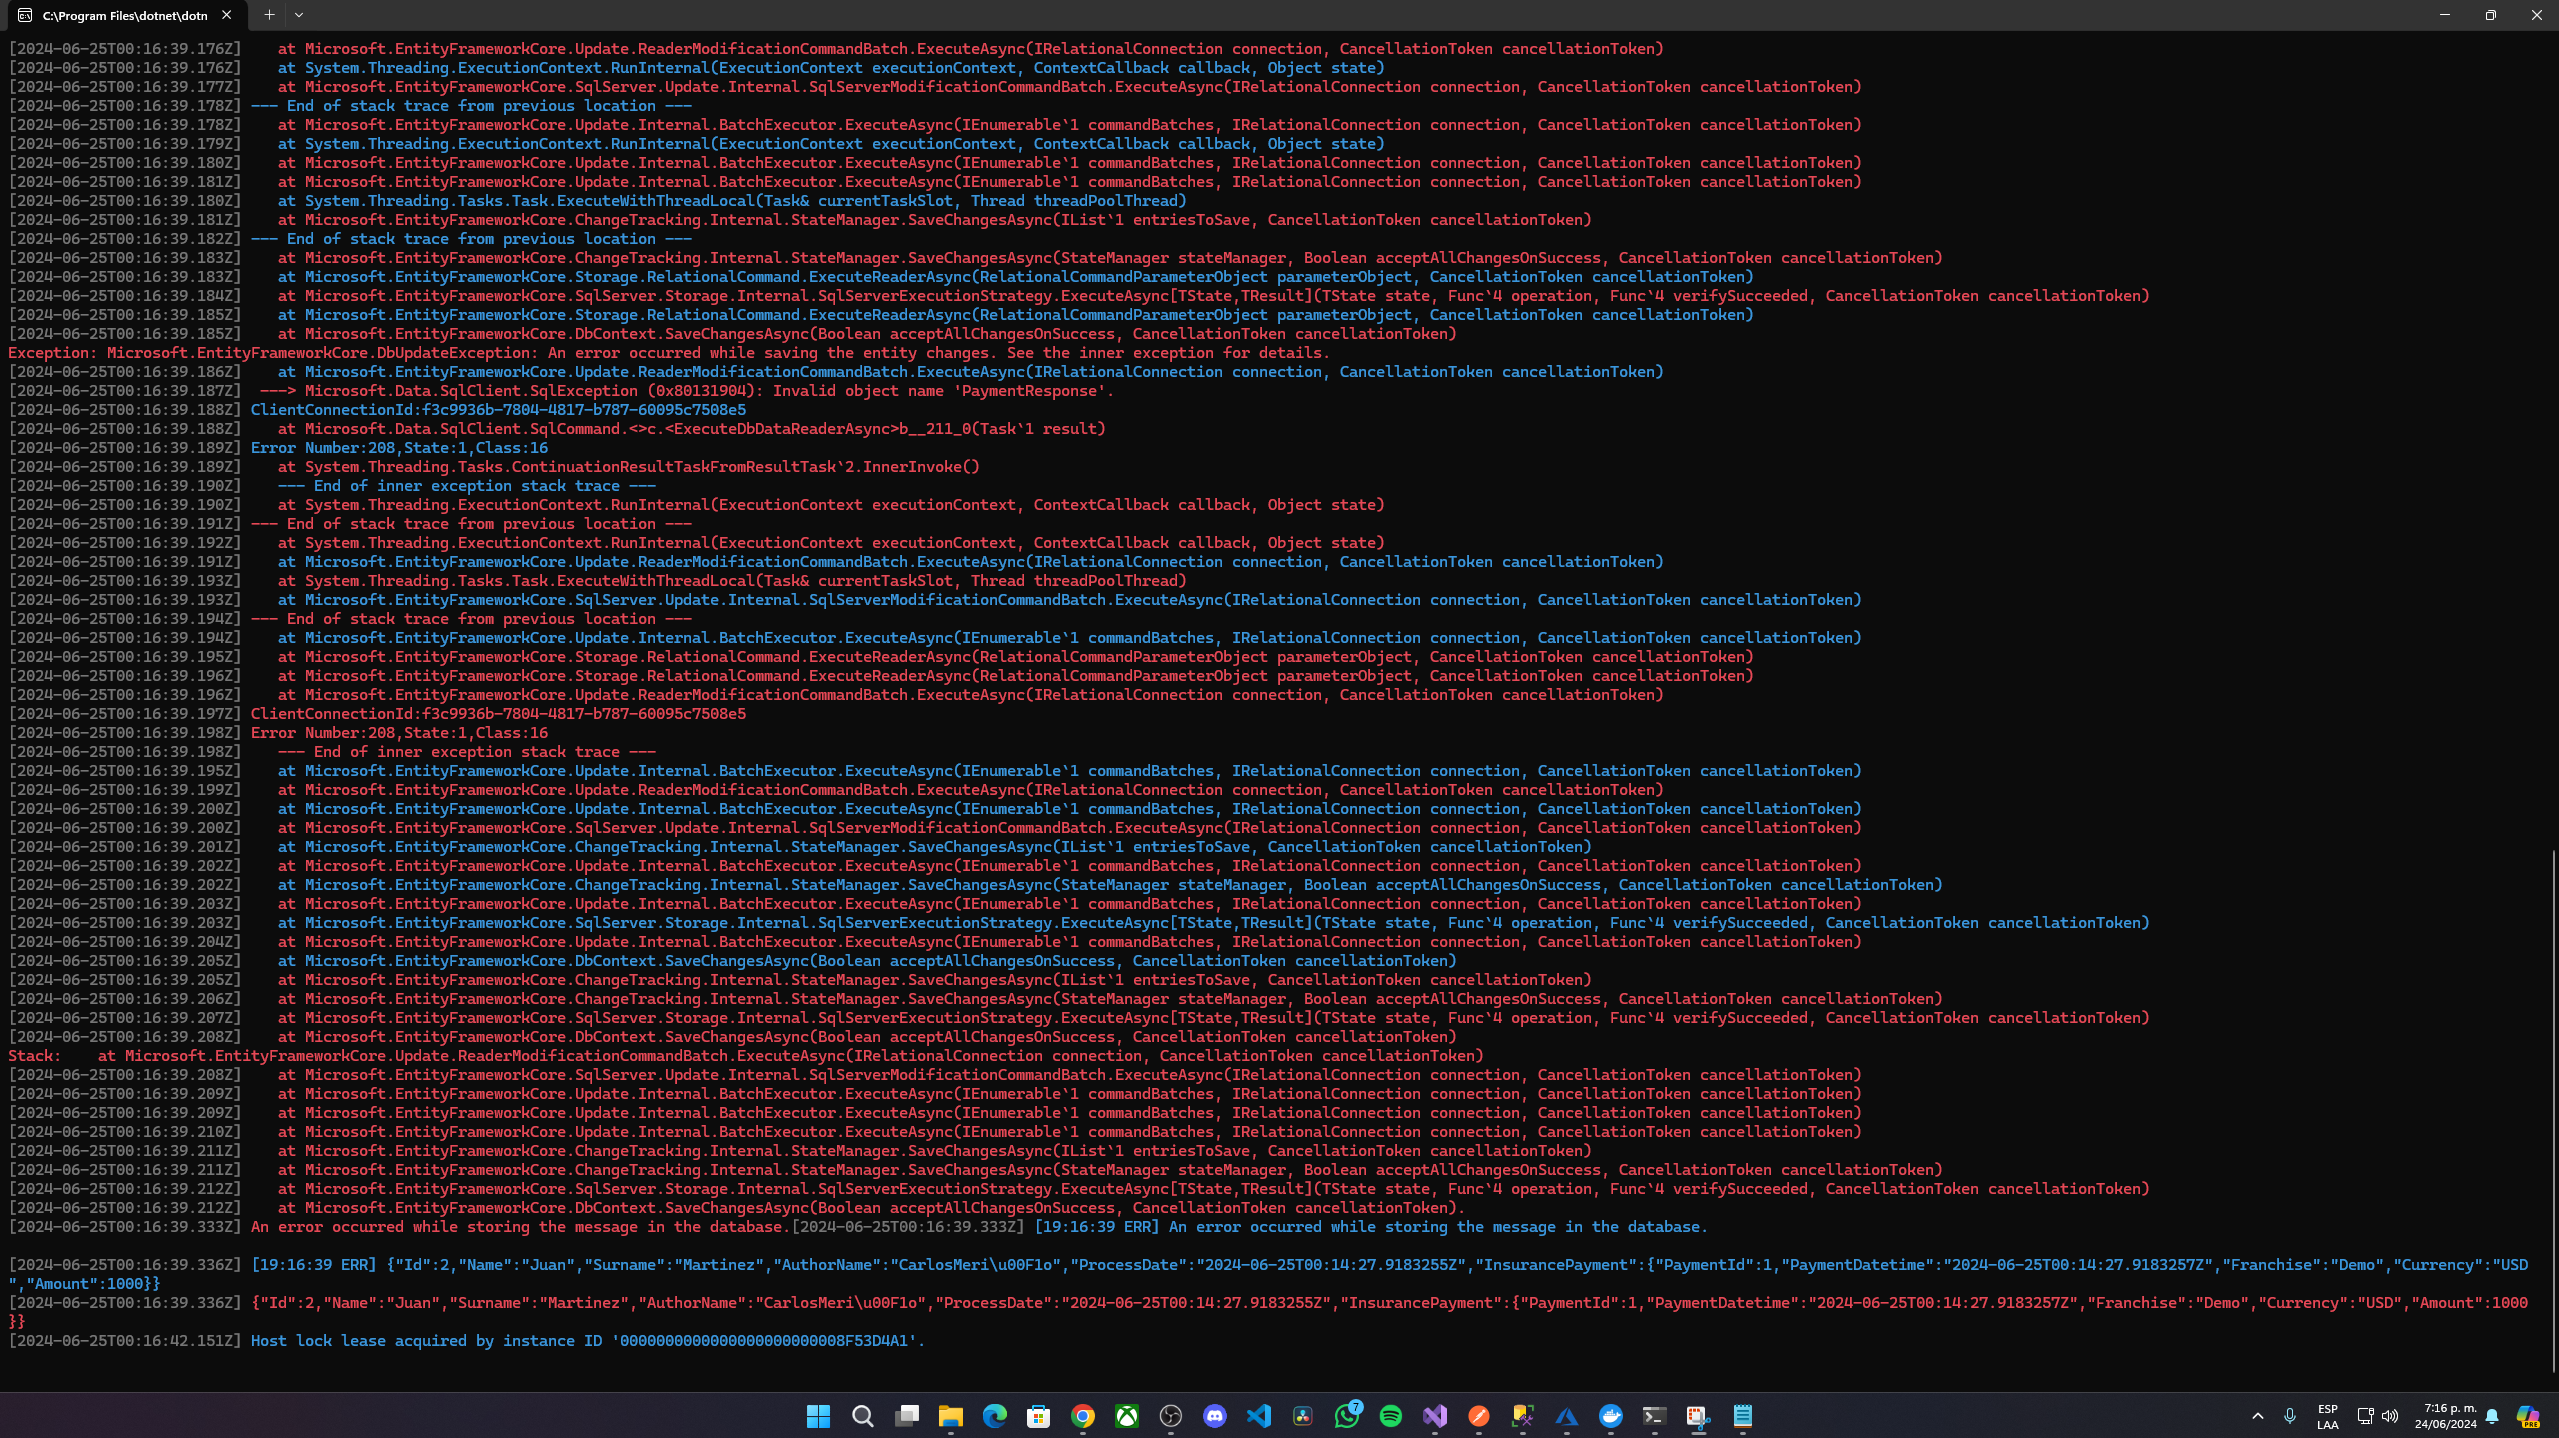 C:\Program Files\dotnet\dotn
[2024-06-25T00:16:39.176Z]    at Microsoft.EntityFrameworkCore.Update.ReaderModificationCommandBatch.ExecuteAsync(IRelationalConnection connection, CancellationToken cancellationToken)
[2024-06-25T00:16:39.176Z]    at System.Threading.ExecutionContext.RunInternal(ExecutionContext executionContext, ContextCallback callback, Object state)
[2024-06-25T00:16:39.177Z]    at Microsoft.EntityFrameworkCore.SqlServer.Update.Internal.SqlServerModificationCommandBatch.ExecuteAsync(IRelationalConnection connection, CancellationToken cancellationToken)
[2024-06-25T00:16:39.178Z] --- End of stack trace from previous location ---
[2024-06-25T00:16:39.178Z]    at Microsoft.EntityFrameworkCore.Update.Internal.BatchExecutor.ExecuteAsync(IEnumerable`1 commandBatches, IRelationalConnection connection, CancellationToken cancellationToken)
[2024-06-25T00:16:39.179Z]    at System.Threading.ExecutionContext.RunInternal(ExecutionContext executionContext, ContextCallback callback, Object state)
[2024-06-25T00:16:39.180Z]    at Microsoft.EntityFrameworkCore.Update.Internal.BatchExecutor.ExecuteAsync(IEnumerable`1 commandBatches, IRelationalConnection connection, CancellationToken cancellationToken)
[2024-06-25T00:16:39.181Z]    at Microsoft.EntityFrameworkCore.Update.Internal.BatchExecutor.ExecuteAsync(IEnumerable`1 commandBatches, IRelationalConnection connection, CancellationToken cancellationToken)
[2024-06-25T00:16:39.180Z]    at System.Threading.Tasks.Task.ExecuteWithThreadLocal(Task& currentTaskSlot, Thread threadPoolThread)
[2024-06-25T00:16:39.181Z]    at Microsoft.EntityFrameworkCore.ChangeTracking.Internal.StateManager.SaveChangesAsync(IList`1 entriesToSave, CancellationToken cancellationToken)
[2024-06-25T00:16:39.182Z] --- End of stack trace from previous location ---
[2024-06-25T00:16:39.183Z]    at Microsoft.EntityFrameworkCore.ChangeTracking.Internal.StateManager.SaveChangesAsync(StateManager stateManager, Boolean acceptAllChangesOnSuccess, CancellationToken cancellationToken)
[2024-06-25T00:16:39.183Z]    at Microsoft.EntityFrameworkCore.Storage.RelationalCommand.ExecuteReaderAsync(RelationalCommandParameterObject parameterObject, CancellationToken cancellationToken)
[2024-06-25T00:16:39.184Z]    at Microsoft.EntityFrameworkCore.SqlServer.Storage.Internal.SqlServerExecutionStrategy.ExecuteAsync[TState,TResult](TState state, Func`4 operation, Func`4 verifySucceeded, CancellationToken cancellationToken)
[2024-06-25T00:16:39.185Z]    at Microsoft.EntityFrameworkCore.Storage.RelationalCommand.ExecuteReaderAsync(RelationalCommandParameterObject parameterObject, CancellationToken cancellationToken)
[2024-06-25T00:16:39.185Z]    at Microsoft.EntityFrameworkCore.DbContext.SaveChangesAsync(Boolean acceptAllChangesOnSuccess, CancellationToken cancellationToken)
Exception: Microsoft.EntityFrameworkCore.DbUpdateException: An error occurred while saving the entity changes. See the inner exception for details.
[2024-06-25T00:16:39.186Z]    at Microsoft.EntityFrameworkCore.Update.ReaderModificationCommandBatch.ExecuteAsync(IRelationalConnection connection, CancellationToken cancellationToken)
[2024-06-25T00:16:39.187Z]  ---> Microsoft.Data.SqlClient.SqlException (0x80131904): Invalid object name 'PaymentResponse'.
[2024-06-25T00:16:39.188Z] ClientConnectionId:f3c9936b-7804-4817-b787-60095c7508e5
[2024-06-25T00:16:39.188Z]    at Microsoft.Data.SqlClient.SqlCommand.<>c.<ExecuteDbDataReaderAsync>b__211_0(Task`1 result)
[2024-06-25T00:16:39.189Z] Error Number:208,State:1,Class:16
[2024-06-25T00:16:39.189Z]    at System.Threading.Tasks.ContinuationResultTaskFromResultTask`2.InnerInvoke()
[2024-06-25T00:16:39.190Z]    --- End of inner exception stack trace ---
[2024-06-25T00:16:39.190Z]    at System.Threading.ExecutionContext.RunInternal(ExecutionContext executionContext, ContextCallback callback, Object state)
[2024-06-25T00:16:39.191Z] --- End of stack trace from previous location ---
[2024-06-25T00:16:39.192Z]    at System.Threading.ExecutionContext.RunInternal(ExecutionContext executionContext, ContextCallback callback, Object state)
[2024-06-25T00:16:39.191Z]    at Microsoft.EntityFrameworkCore.Update.ReaderModificationCommandBatch.ExecuteAsync(IRelationalConnection connection, CancellationToken cancellationToken)
[2024-06-25T00:16:39.193Z]    at System.Threading.Tasks.Task.ExecuteWithThreadLocal(Task& currentTaskSlot, Thread threadPoolThread)
[2024-06-25T00:16:39.193Z]    at Microsoft.EntityFrameworkCore.SqlServer.Update.Internal.SqlServerModificationCommandBatch.ExecuteAsync(IRelationalConnection connection, CancellationToken cancellationToken)
[2024-06-25T00:16:39.194Z] --- End of stack trace from previous location ---
[2024-06-25T00:16:39.194Z]    at Microsoft.EntityFrameworkCore.Update.Internal.BatchExecutor.ExecuteAsync(IEnumerable`1 commandBatches, IRelationalConnection connection, CancellationToken cancellationToken)
[2024-06-25T00:16:39.195Z]    at Microsoft.EntityFrameworkCore.Storage.RelationalCommand.ExecuteReaderAsync(RelationalCommandParameterObject parameterObject, CancellationToken cancellationToken)
[2024-06-25T00:16:39.196Z]    at Microsoft.EntityFrameworkCore.Storage.RelationalCommand.ExecuteReaderAsync(RelationalCommandParameterObject parameterObject, CancellationToken cancellationToken)
[2024-06-25T00:16:39.196Z]    at Microsoft.EntityFrameworkCore.Update.ReaderModificationCommandBatch.ExecuteAsync(IRelationalConnection connection, CancellationToken cancellationToken)
[2024-06-25T00:16:39.197Z] ClientConnectionId:f3c9936b-7804-4817-b787-60095c7508e5
[2024-06-25T00:16:39.198Z] Error Number:208,State:1,Class:16
[2024-06-25T00:16:39.198Z]    --- End of inner exception stack trace ---
[2024-06-25T00:16:39.195Z]    at Microsoft.EntityFrameworkCore.Update.Internal.BatchExecutor.ExecuteAsync(IEnumerable`1 commandBatches, IRelationalConnection connection, CancellationToken cancellationToken)
[2024-06-25T00:16:39.199Z]    at Microsoft.EntityFrameworkCore.Update.ReaderModificationCommandBatch.ExecuteAsync(IRelationalConnection connection, CancellationToken cancellationToken)
[2024-06-25T00:16:39.200Z]    at Microsoft.EntityFrameworkCore.Update.Internal.BatchExecutor.ExecuteAsync(IEnumerable`1 commandBatches, IRelationalConnection connection, CancellationToken cancellationToken)
[2024-06-25T00:16:39.200Z]    at Microsoft.EntityFrameworkCore.SqlServer.Update.Internal.SqlServerModificationCommandBatch.ExecuteAsync(IRelationalConnection connection, CancellationToken cancellationToken)
[2024-06-25T00:16:39.201Z]    at Microsoft.EntityFrameworkCore.ChangeTracking.Internal.StateManager.SaveChangesAsync(IList`1 entriesToSave, CancellationToken cancellationToken)
[2024-06-25T00:16:39.202Z]    at Microsoft.EntityFrameworkCore.Update.Internal.BatchExecutor.ExecuteAsync(IEnumerable`1 commandBatches, IRelationalConnection connection, CancellationToken cancellationToken)
[2024-06-25T00:16:39.202Z]    at Microsoft.EntityFrameworkCore.ChangeTracking.Internal.StateManager.SaveChangesAsync(StateManager stateManager, Boolean acceptAllChangesOnSuccess, CancellationToken cancellationToken)
[2024-06-25T00:16:39.203Z]    at Microsoft.EntityFrameworkCore.Update.Internal.BatchExecutor.ExecuteAsync(IEnumerable`1 commandBatches, IRelationalConnection connection, CancellationToken cancellationToken)
[2024-06-25T00:16:39.203Z]    at Microsoft.EntityFrameworkCore.SqlServer.Storage.Internal.SqlServerExecutionStrategy.ExecuteAsync[TState,TResult](TState state, Func`4 operation, Func`4 verifySucceeded, CancellationToken cancellationToken)
[2024-06-25T00:16:39.204Z]    at Microsoft.EntityFrameworkCore.Update.Internal.BatchExecutor.ExecuteAsync(IEnumerable`1 commandBatches, IRelationalConnection connection, CancellationToken cancellationToken)
[2024-06-25T00:16:39.205Z]    at Microsoft.EntityFrameworkCore.DbContext.SaveChangesAsync(Boolean acceptAllChangesOnSuccess, CancellationToken cancellationToken)
[2024-06-25T00:16:39.205Z]    at Microsoft.EntityFrameworkCore.ChangeTracking.Internal.StateManager.SaveChangesAsync(IList`1 entriesToSave, CancellationToken cancellationToken)
[2024-06-25T00:16:39.206Z]    at Microsoft.EntityFrameworkCore.ChangeTracking.Internal.StateManager.SaveChangesAsync(StateManager stateManager, Boolean acceptAllChangesOnSuccess, CancellationToken cancellationToken)
[2024-06-25T00:16:39.207Z]    at Microsoft.EntityFrameworkCore.SqlServer.Storage.Internal.SqlServerExecutionStrategy.ExecuteAsync[TState,TResult](TState state, Func`4 operation, Func`4 verifySucceeded, CancellationToken cancellationToken)
[2024-06-25T00:16:39.208Z]    at Microsoft.EntityFrameworkCore.DbContext.SaveChangesAsync(Boolean acceptAllChangesOnSuccess, CancellationToken cancellationToken)
Stack:    at Microsoft.EntityFrameworkCore.Update.ReaderModificationCommandBatch.ExecuteAsync(IRelationalConnection connection, CancellationToken cancellationToken)
[2024-06-25T00:16:39.208Z]    at Microsoft.EntityFrameworkCore.SqlServer.Update.Internal.SqlServerModificationCommandBatch.ExecuteAsync(IRelationalConnection connection, CancellationToken cancellationToken)
[2024-06-25T00:16:39.209Z]    at Microsoft.EntityFrameworkCore.Update.Internal.BatchExecutor.ExecuteAsync(IEnumerable`1 commandBatches, IRelationalConnection connection, CancellationToken cancellationToken)
[2024-06-25T00:16:39.209Z]    at Microsoft.EntityFrameworkCore.Update.Internal.BatchExecutor.ExecuteAsync(IEnumerable`1 commandBatches, IRelationalConnection connection, CancellationToken cancellationToken)
[2024-06-25T00:16:39.210Z]    at Microsoft.EntityFrameworkCore.Update.Internal.BatchExecutor.ExecuteAsync(IEnumerable`1 commandBatches, IRelationalConnection connection, CancellationToken cancellationToken)
[2024-06-25T00:16:39.211Z]    at Microsoft.EntityFrameworkCore.ChangeTracking.Internal.StateManager.SaveChangesAsync(IList`1 entriesToSave, CancellationToken cancellationToken)
[2024-06-25T00:16:39.211Z]    at Microsoft.EntityFrameworkCore.ChangeTracking.Internal.StateManager.SaveChangesAsync(StateManager stateManager, Boolean acceptAllChangesOnSuccess, CancellationToken cancellationToken)
[2024-06-25T00:16:39.212Z]    at Microsoft.EntityFrameworkCore.SqlServer.Storage.Internal.SqlServerExecutionStrategy.ExecuteAsync[TState,TResult](TState state, Func`4 operation, Func`4 verifySucceeded, CancellationToken cancellationToken)
[2024-06-25T00:16:39.212Z]    at Microsoft.EntityFrameworkCore.DbContext.SaveChangesAsync(Boolean acceptAllChangesOnSuccess, CancellationToken cancellationToken).
[2024-06-25T00:16:39.333Z] An error occurred while storing the message in the database.[2024-06-25T00:16:39.333Z] [19:16:39 ERR] An error occurred while storing the message in the database.
[2024-06-25T00:16:39.336Z] [19:16:39 ERR] {"Id":2,"Name":"Juan","Surname":"Martinez","AuthorName":"CarlosMeri\u00F1o","ProcessDate":"2024-06-25T00:14:27.9183255Z","InsurancePayment":{"PaymentId":1,"PaymentDatetime":"2024-06-25T00:14:27.9183257Z","Franchise":"Demo","Currency":"USD
","Amount":1000}}
[2024-06-25T00:16:39.336Z] {"Id":2,"Name":"Juan","Surname":"Martinez","AuthorName":"CarlosMeri\u00F1o","ProcessDate":"2024-06-25T00:14:27.9183255Z","InsurancePayment":{"PaymentId":1,"PaymentDatetime":"2024-06-25T00:14:27.9183257Z","Franchise":"Demo","Currency":"USD","Amount":1000
}}
[2024-06-25T00:16:42.151Z] Host lock lease acquired by instance ID '0000000000000000000000008F53D4A1'.
7
ESP
LAA
7:16 p. m.
24/06/2024
PRE